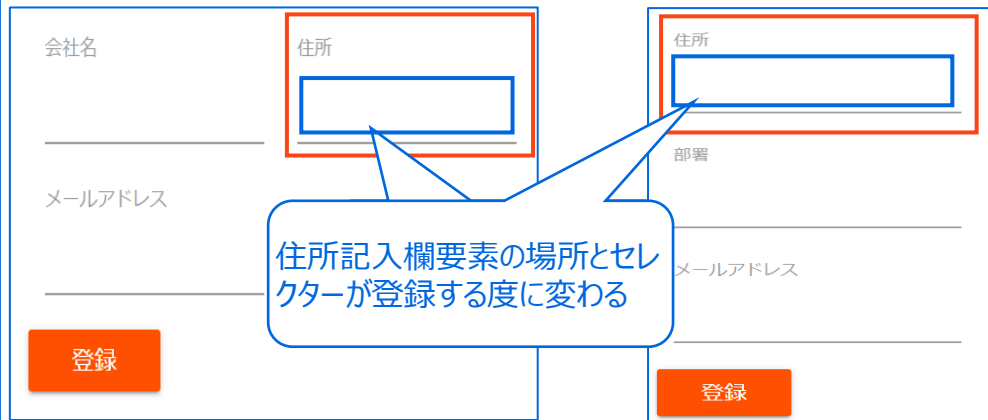 会社名
住所
メールアドレス
登録
住所記入欄要素の場所とセレ
クターが登録する度に変わる
住所
部署
メールアドレス
登録